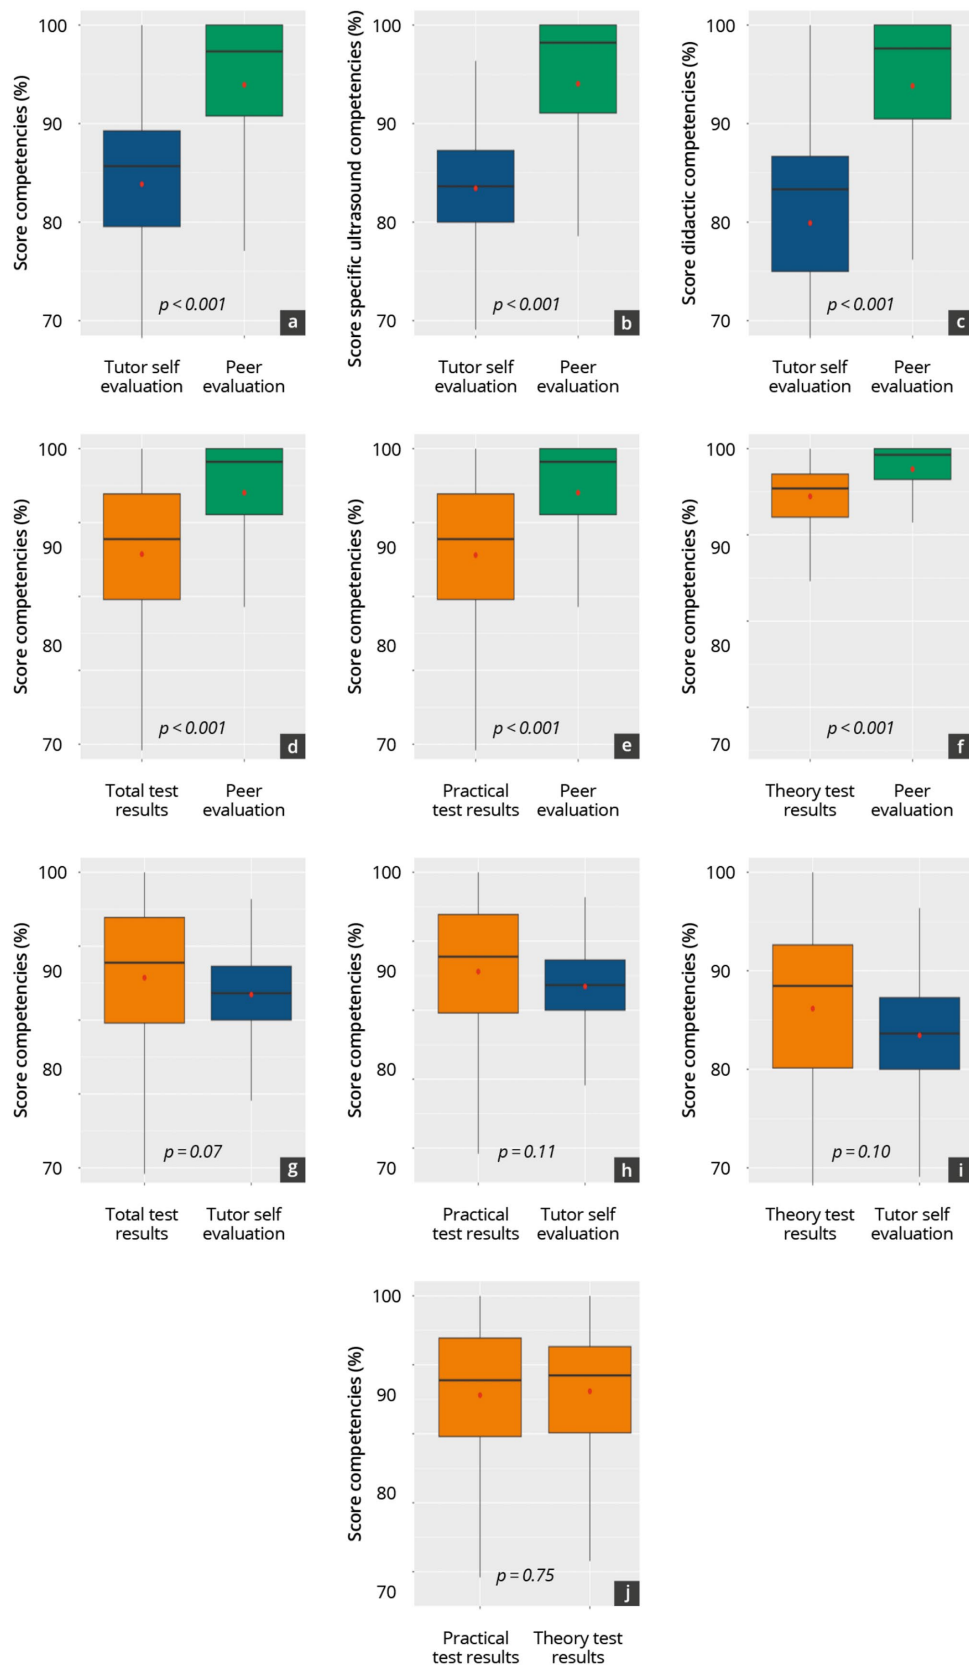 Score competencies (%)
100
90
80
70
p < 0.001
a
Tutor self
evaluation
Peer
evaluation
Score specific ultrasound competencies (%)
100
90
80
70
p < 0.001
b
Tutor self
evaluation
Peer
evaluation
Score didactic competencies (%)
100
90
80
70
p < 0.001
c
Tutor self
evaluation
Peer
evaluation
Score competencies (%)
100
90
80
70
p < 0.001
d
Total test
results
Peer
evaluation
Score competencies (%)
100
90
80
70
p < 0.001
e
Practical
test results
Peer
evaluation
Score competencies (%)
100
90
80
70
p < 0.001
f
Theory test
results
Peer
evaluation
Score competencies (%)
100
90
80
70
p = 0.07
g
Total test
results
Tutor self
evaluation
Score competencies (%)
100
90
80
70
p = 0.11
h
Practical
test results
Tutor self
evaluation
Score competencies (%)
100
90
80
70
p = 0.10
i
Theory test
results
Tutor self
evaluation
Score competencies (%)
100
90
80
70
p = 0.75
j
Practical
test results
Theory test
results